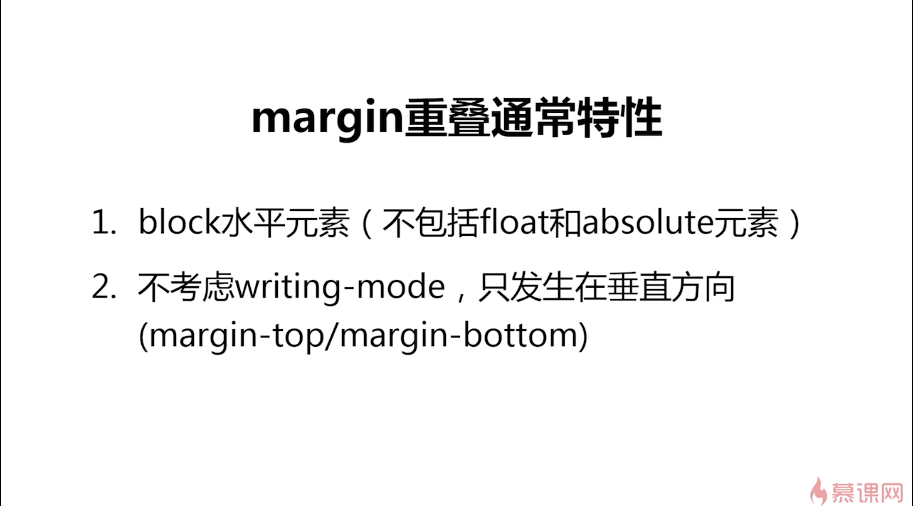 margin重叠通常特性
1. block水平元素（不包括float和absolute元素）
2. 不考虑writing-mode，只发生在垂直方向
(margin-top/margin-bottom)
慕课网